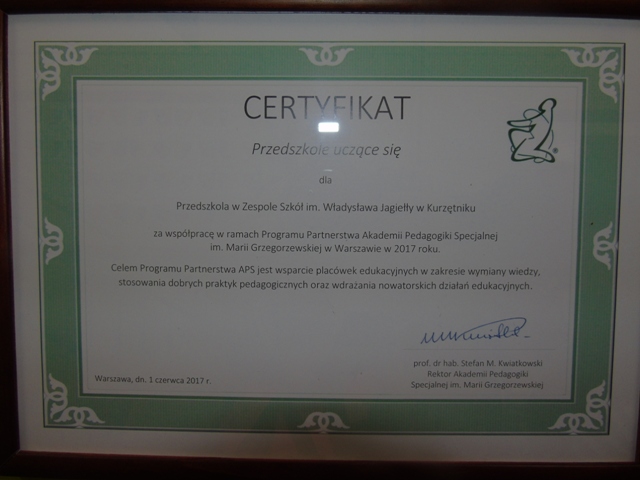 CERTYFIKAT
Przedszkole uczące się
dla
Przedszkola w Zespole Szkół im. Władysława Jagiełły w Kurzętniku
za współpracę w ramach Programu Partnerstwa Akademii Pedagogiki Specjalnej
im. Marii Grzegorzewskiej w Warszawie w 2017 roku.
Celem Programu Partnerstwa APS jest wsparcie placówek edukacyjnych w zakresie wymiany wiedzy,
stosowania dobrych praktyk pedagogicznych oraz wdrażania nowatorskich działań edukacyjnych.
prof. dr hab. Stefan M. Kwiatkowski
Rektor Akademii Pedagogiki
Specjalnej im. Marii Grzegorzewskiej
Warszawa, dn. 1 czerwca 2017 r.